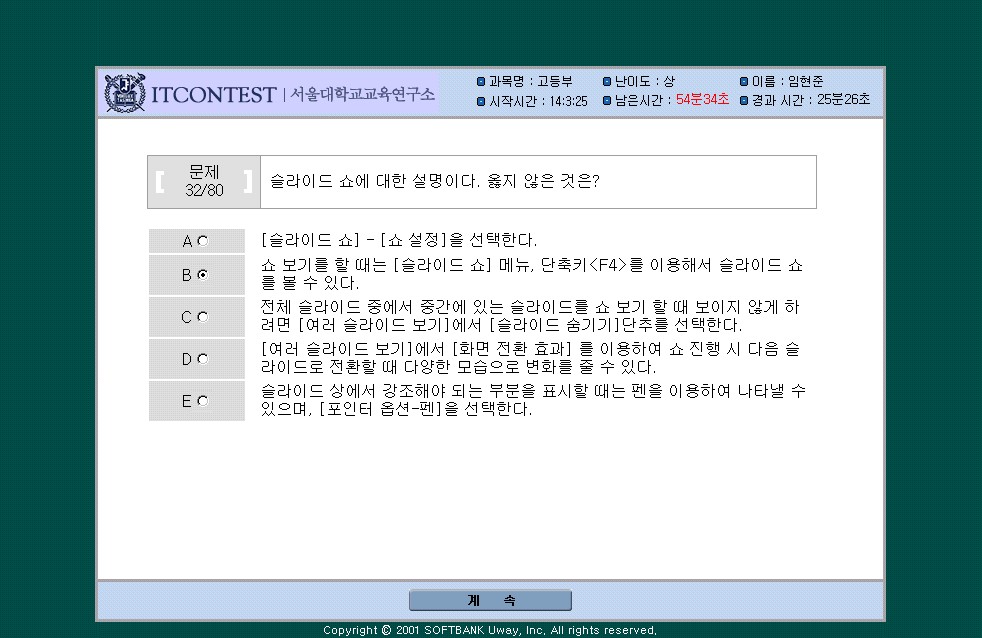 ITCONTEST | 서울대학교교육연구소
과목명 : 고등부 난이도 : 상 이름 : 임현준
시작시간 : 14:3:25 남은시간 : 54분34초 경과 시간 : 25분26초
[ 문제 32/80 ] 슬라이드 쇼에 대한 설명이다. 옳지 않은 것은?
A [슬라이드 쇼] - [쇼 설정]을 선택한다.
B 쇼 보기를 할 때는 [슬라이드 쇼] 메뉴, 단축키<F4>를 이용해서 슬라이드 쇼
를 볼 수 있다.
C 전체 슬라이드 중에서 중간에 있는 슬라이드를 쇼 보기 할 때 보이지 않게 하
려면 [여러 슬라이드 보기]에서 [슬라이드 숨기기]단추를 선택한다.
D [여러 슬라이드 보기]에서 [화면 전환 효과] 를 이용하여 쇼 진행 시 다음 슬
라이드로 전환할 때 다양한 모습으로 변화를 줄 수 있다.
E 슬라이드 상에서 강조해야 되는 부분을 표시할 때는 펜을 이용하여 나타낼 수
있으며, [포인터 옵션-펜]을 선택한다.
계 속
Copyright © 2001 SOFTBANK Uway, Inc. All rights reserved.